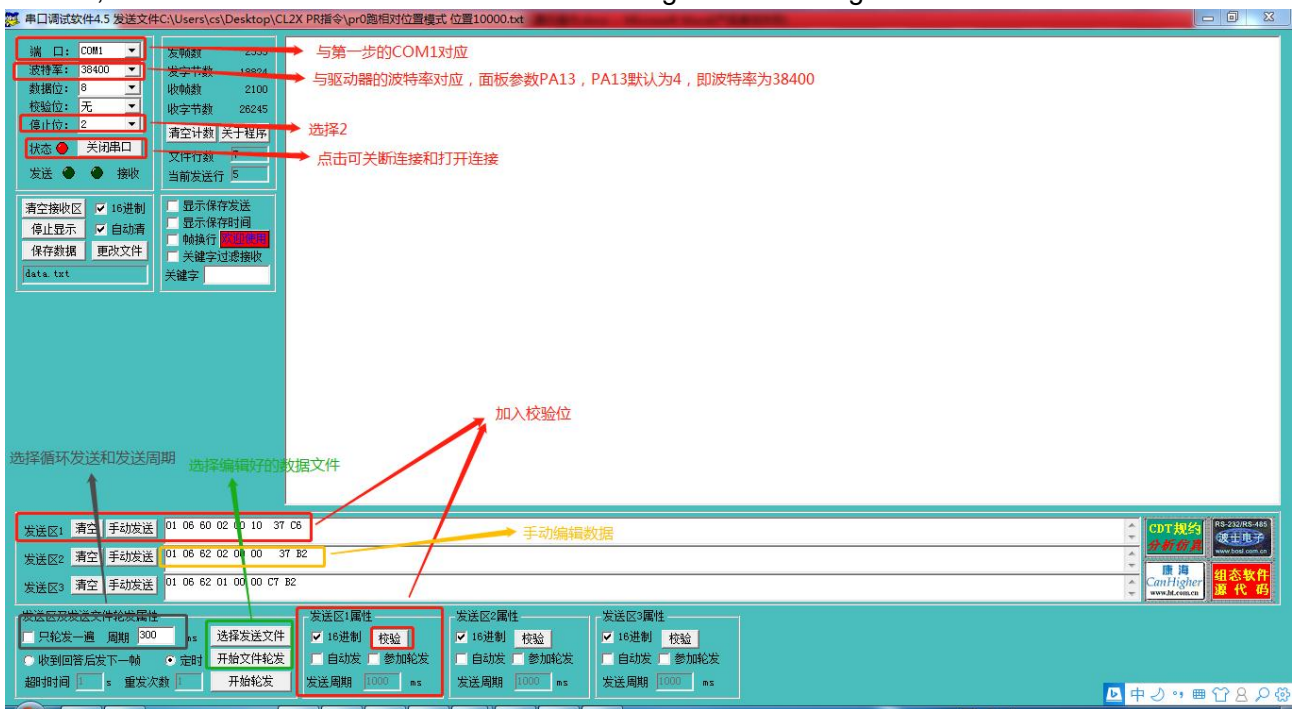 串口调试软件4.5 发送文件C:\Users\cs\Desktop\CL2X PR指令\pr0跑相对位置模式 位置10000.txt
端 口: COM1
波特率: 38400
数据位: 8
校验位: 无
停止位: 2
状态 关闭串口
发送 接收
发帧数
发字节数
收帧数 2100
收字节数 26245
清空计数 关于程序
文件行数 7
当前发送行 5
与第一步的COM1对应
与驱动器的波特率对应，面板参数PA13，PA13默认为4，即波特率为38400
选择2
点击可关断连接和打开连接
清空接收区 16进制
停止显示 自动清
保存数据 更改文件
data.txt
显示保存发送
显示保存时间
帧换行 欢迎使用
关键字过滤接收
关键字
加入校验位
选择循环发送和发送周期
选择编辑好的数据文件
发送区1 清空 手动发送 01 06 60 02 00 10 37 C6
手动编辑数据
发送区2 清空 手动发送 01 06 62 02 00 00 37 B2
发送区3 清空 手动发送 01 06 62 01 00 00 C7 B2
CDT规约
分析仿真
RS-232/RS-485
波士电子
www.bosi.com.cn
康海
CanHigher
www.ht.com.cn
组态软件
源代码
发送区及发送文件轮发属性
只轮发一遍 周期 300 ms 选择发送文件
收到回答后发下一帧 定时 开始文件轮发
超时时间 1 s 重发次数 1 开始轮发
发送区1属性
16进制 校验
自动发 参加轮发
发送周期 1000 ms
发送区2属性
16进制 校验
自动发 参加轮发
发送周期 1000 ms
发送区3属性
16进制 校验
自动发 参加轮发
发送周期 1000 ms
中